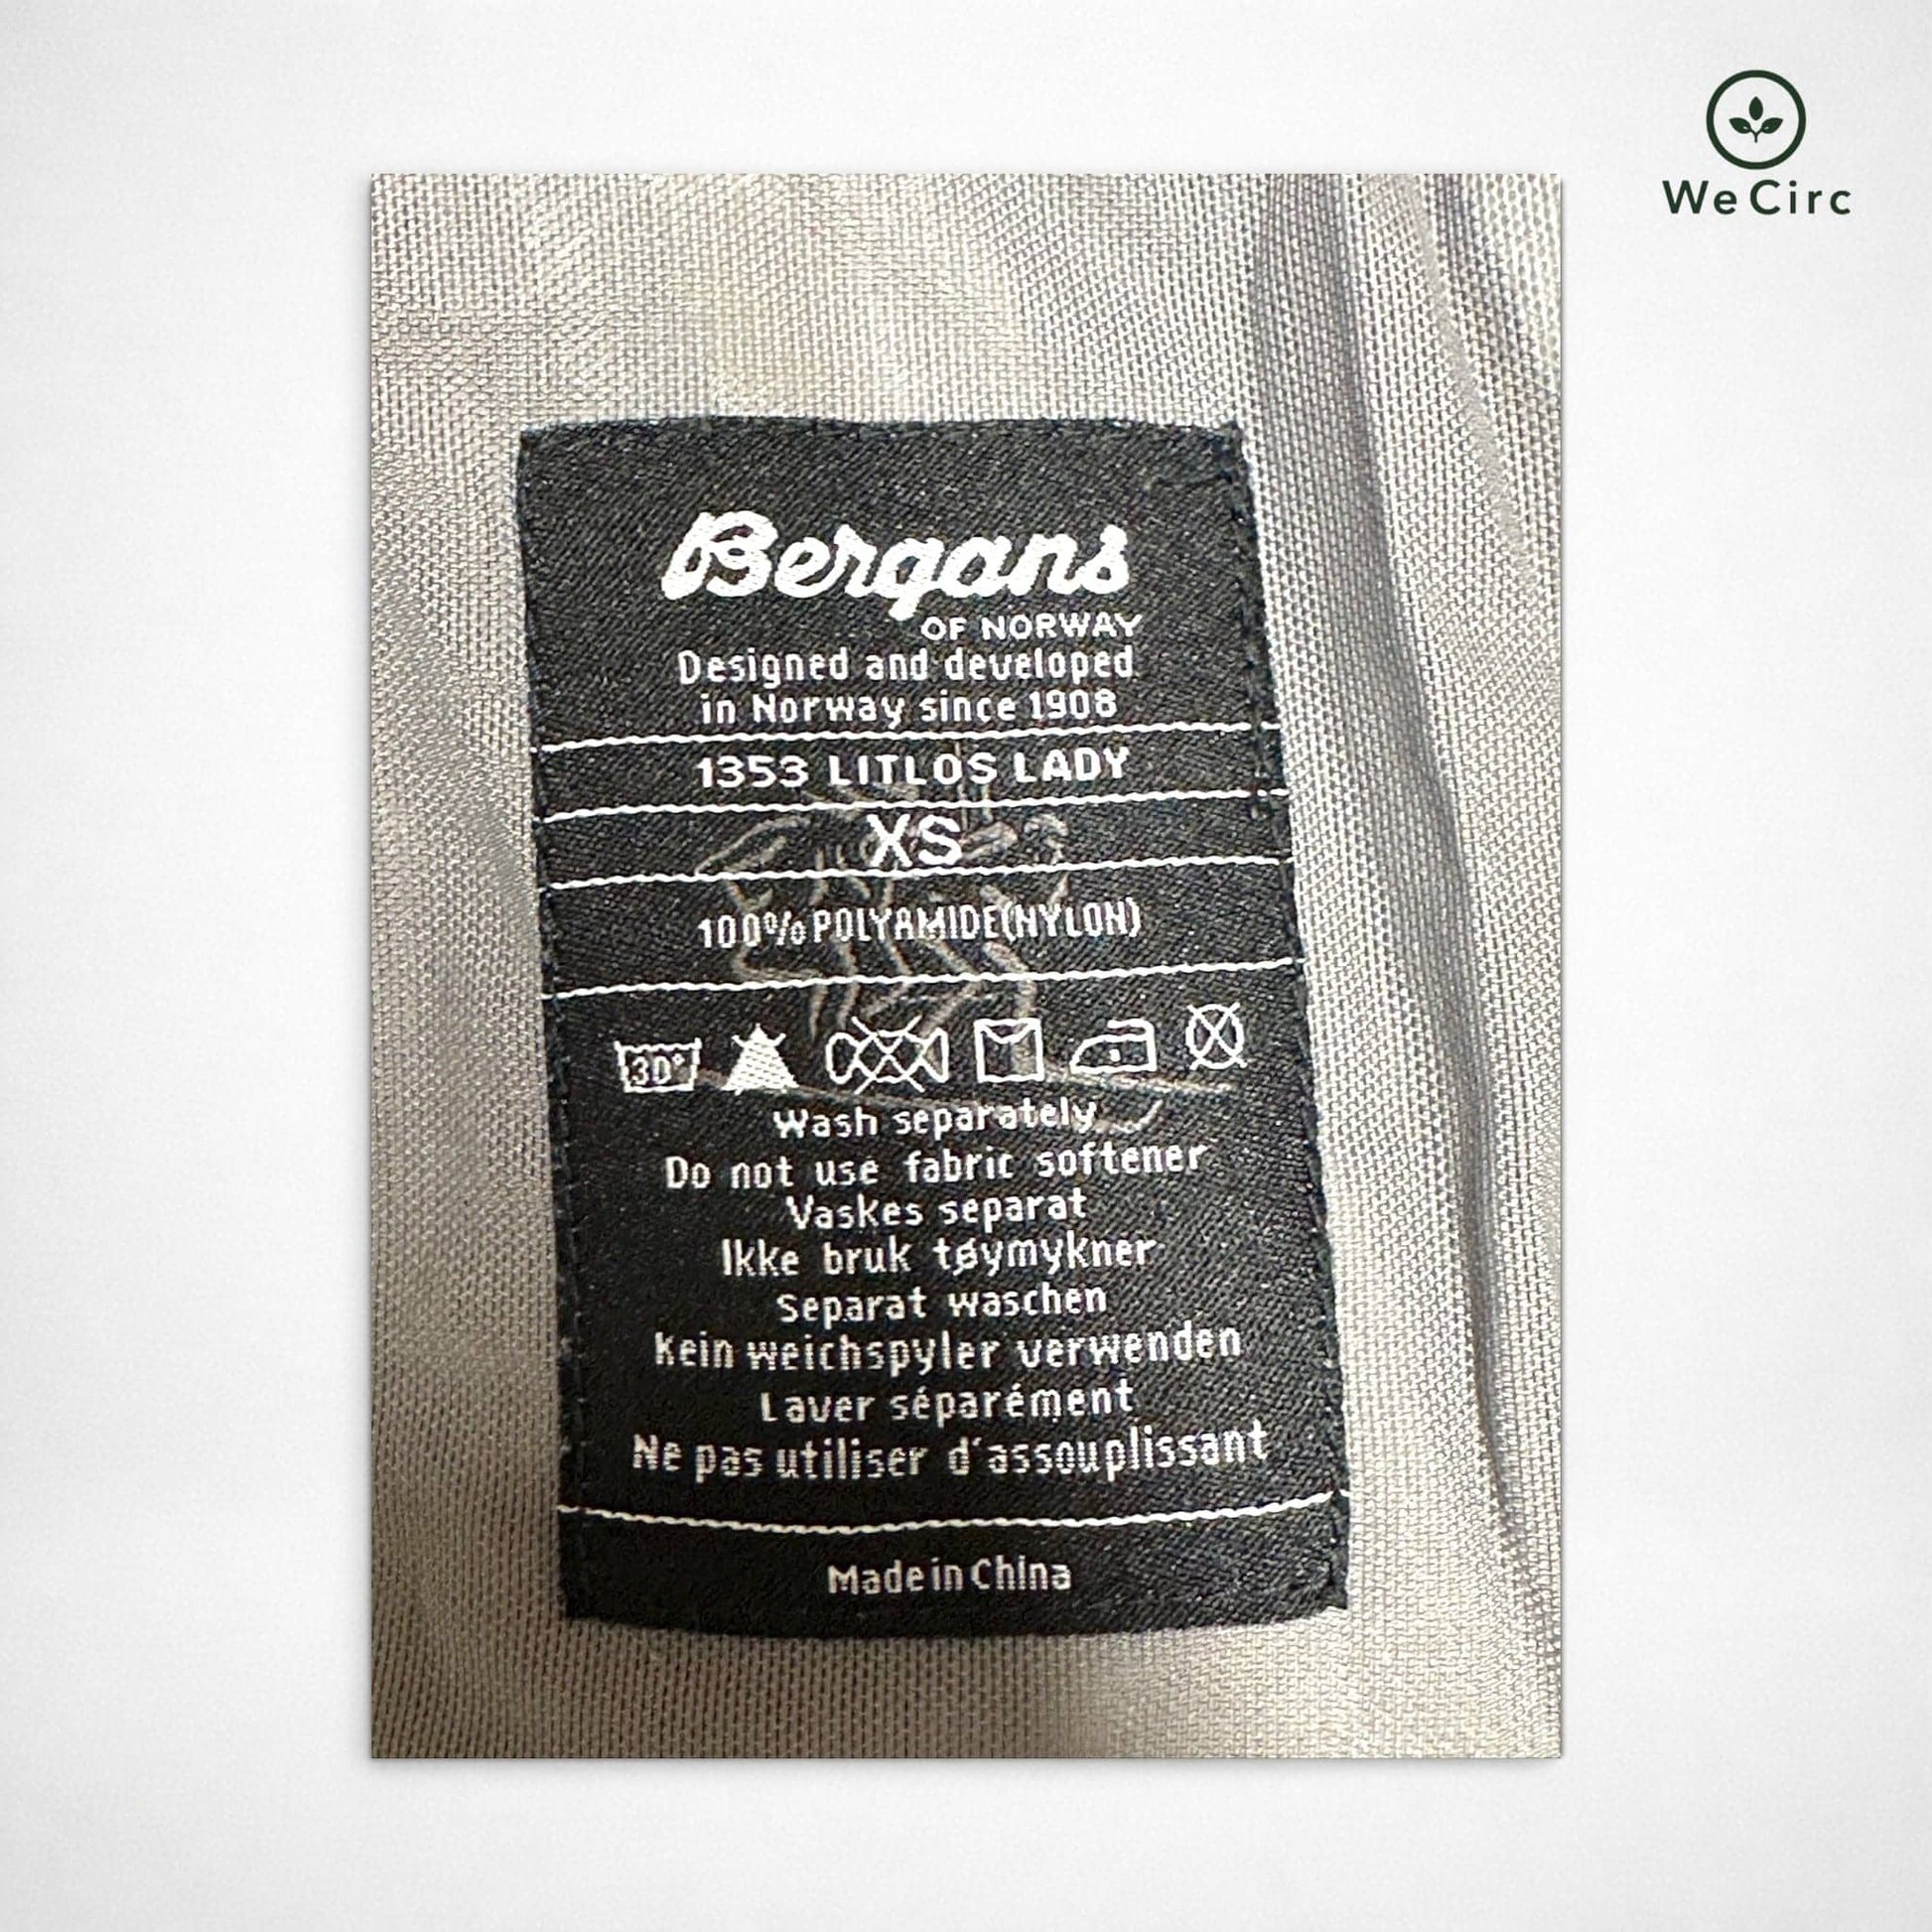 WeCirc
Bergans
OF NORWAY
Designed and developed
in Norway since 1908
1353 LITLOS LADY
XS
100% POLYAMIDE(NYLON)
30°
Wash separately
Do not use fabric softener
Vaskes separat
Ikke bruk tøymykner
Separat waschen
Kein weichspyler verwenden
Laver séparément
Ne pas utiliser d'assouplissant
Made in China